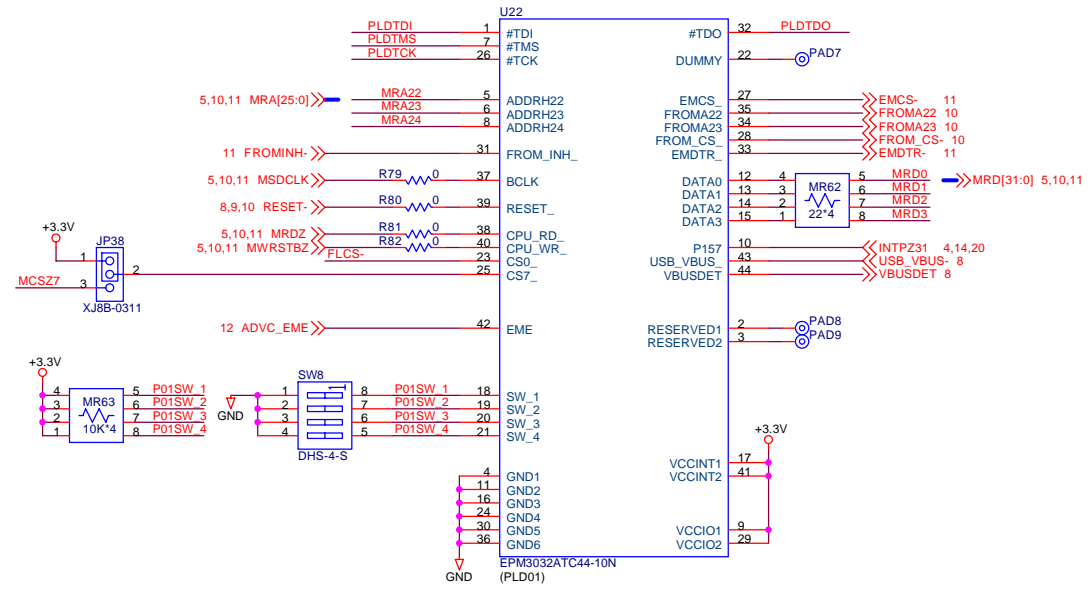 U22
PLDTDI 1 #TDI #TDO 32 PLDTDO
PLDTMS 7 #TMS
PLDTCK 26 #TCK DUMMY 22 PAD7
5,10,11 MRA[25:0] MRA22 5 ADDRH22 EMCS_ 27 EMCS- 11
MRA23 6 ADDRH23 FROMA22 35 FROMA22 10
MRA24 8 ADDRH24 FROMA23 34 FROMA23 10
FROM_CS_ 28 FROM_CS- 10
11 FROMINH- 31 FROM_INH_ EMDTR_ 33 EMDTR- 11
5,10,11 MSDCLK R79 0 37 BCLK DATA0 12 4 5 MRD0 MRD[31:0] 5,10,11
DATA1 13 3 MR62 6 MRD1
8,9,10 RESET- R80 0 39 RESET_ DATA2 14 2 22*4 7 MRD2
DATA3 15 1 8 MRD3
5,10,11 MRDZ R81 0 38 CPU_RD_
5,10,11 MWRSTBZ R82 0 40 CPU_WR_ P157 10 INTPZ31 4,14,20
FLCS- 23 CS0_ USB_VBUS_ 43 USB_VBUS- 8
+3.3V JP38 1 2 25 CS7_ VBUSDET 44 VBUSDET 8
MCSZ7 3
XJ8B-0311
12 ADVC_EME 42 EME RESERVED1 2 PAD8
RESERVED2 3 PAD9
+3.3V SW8
4 5 P01SW_1 1 8 P01SW_1 18 SW_1
3 MR63 6 P01SW_2 GND 2 7 P01SW_2 19 SW_2
2 10K*4 7 P01SW_3 3 6 P01SW_3 20 SW_3
1 8 P01SW_4 4 5 P01SW_4 21 SW_4
DHS-4-S
+3.3V
VCCINT1 17
4 GND1 VCCINT2 41
11 GND2
16 GND3
24 GND4
30 GND5 VCCIO1 9
36 GND6 VCCIO2 29
GND
EPM3032ATC44-10N
(PLD01)